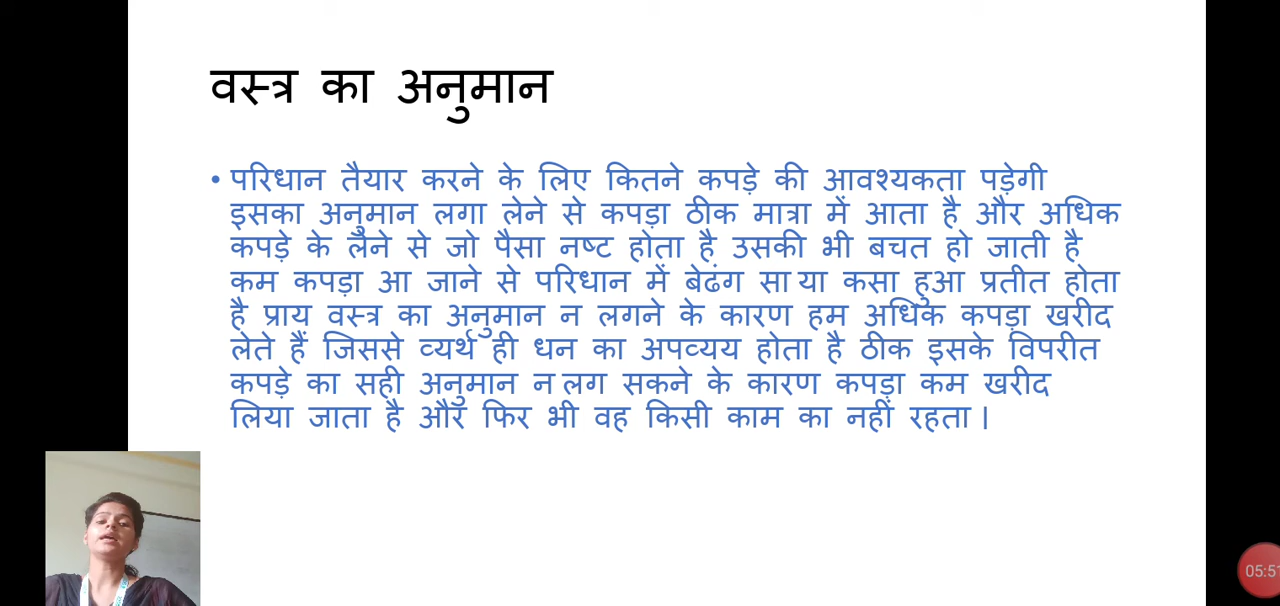 वस्त्र का अनुमान
• परिधान तैयार करने के लिए कितने कपड़े की आवश्यकता पड़ेगी
इसका अनुमान लगा लेने से कपड़ा ठीक मात्रा में आता है और अधिक
कपड़े के लेने से जो पैसा नष्ट होता है उसकी भी बचत हो जाती है
कम कपड़ा आ जाने से परिधान में बेढंग सा या कसा हुआ प्रतीत होता
है प्राय वस्त्र का अनुमान न लगने के कारण हम अधिक कपड़ा खरीद
लेते हैं जिससे व्यर्थ ही धन का अपव्यय होता है ठीक इसके विपरीत
कपड़े का सही अनुमान न लग सकने के कारण कपड़ा कम खरीद
लिया जाता है और फिर भी वह किसी काम का नहीं रहता ।
05:51